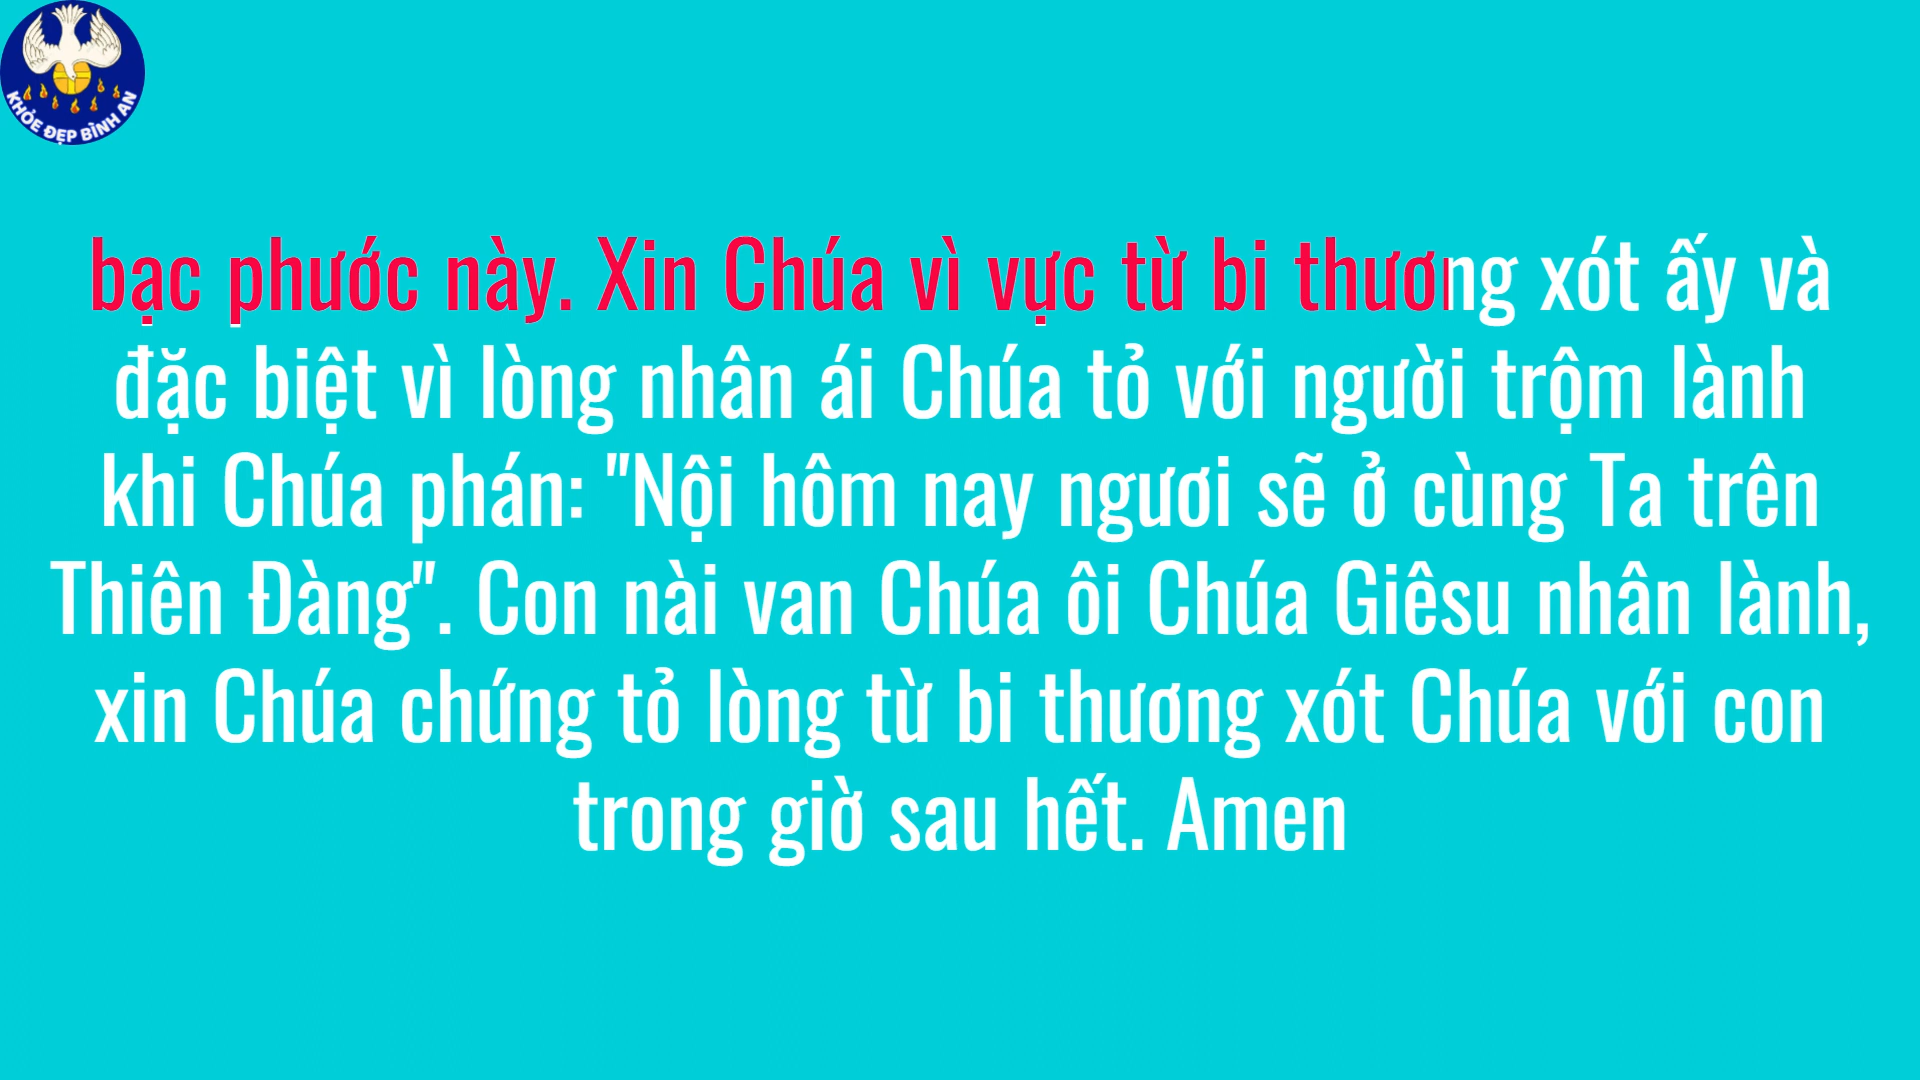 KHỎE ĐẸP BÌNH AN
bạc phước này. Xin Chúa vì vực từ bi thương xót ấy và
đặc biệt vì lòng nhân ái Chúa tỏ với người trộm lành
khi Chúa phán: "Nội hôm nay ngươi sẽ ở cùng Ta trên
Thiên Đàng". Con nài van Chúa ôi Chúa Giêsu nhân lành,
xin Chúa chứng tỏ lòng từ bi thương xót Chúa với con
trong giờ sau hết. Amen